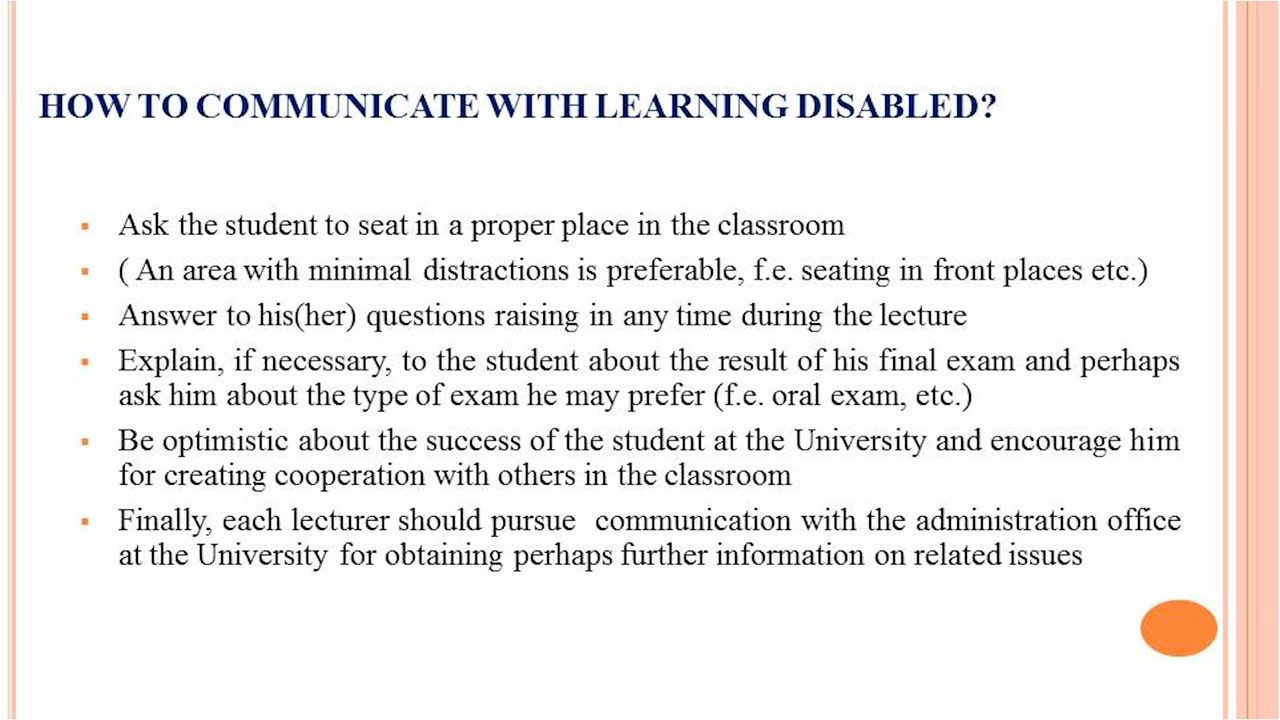 HOW TO COMMUNICATE WITH LEARNING DISABLED?
Ask the student to seat in a proper place in the classroom
( An area with minimal distractions is preferable, f.e. seating in front places etc.)
Answer to his(her) questions raising in any time during the lecture
Explain, if necessary, to the student about the result of his final exam and perhaps
ask him about the type of exam he may prefer (f.e. oral exam, etc.)
Be optimistic about the success of the student at the University and encourage him
for creating cooperation with others in the classroom
Finally, each lecturer should pursue communication with the administration office
at the University for obtaining perhaps further information on related issues